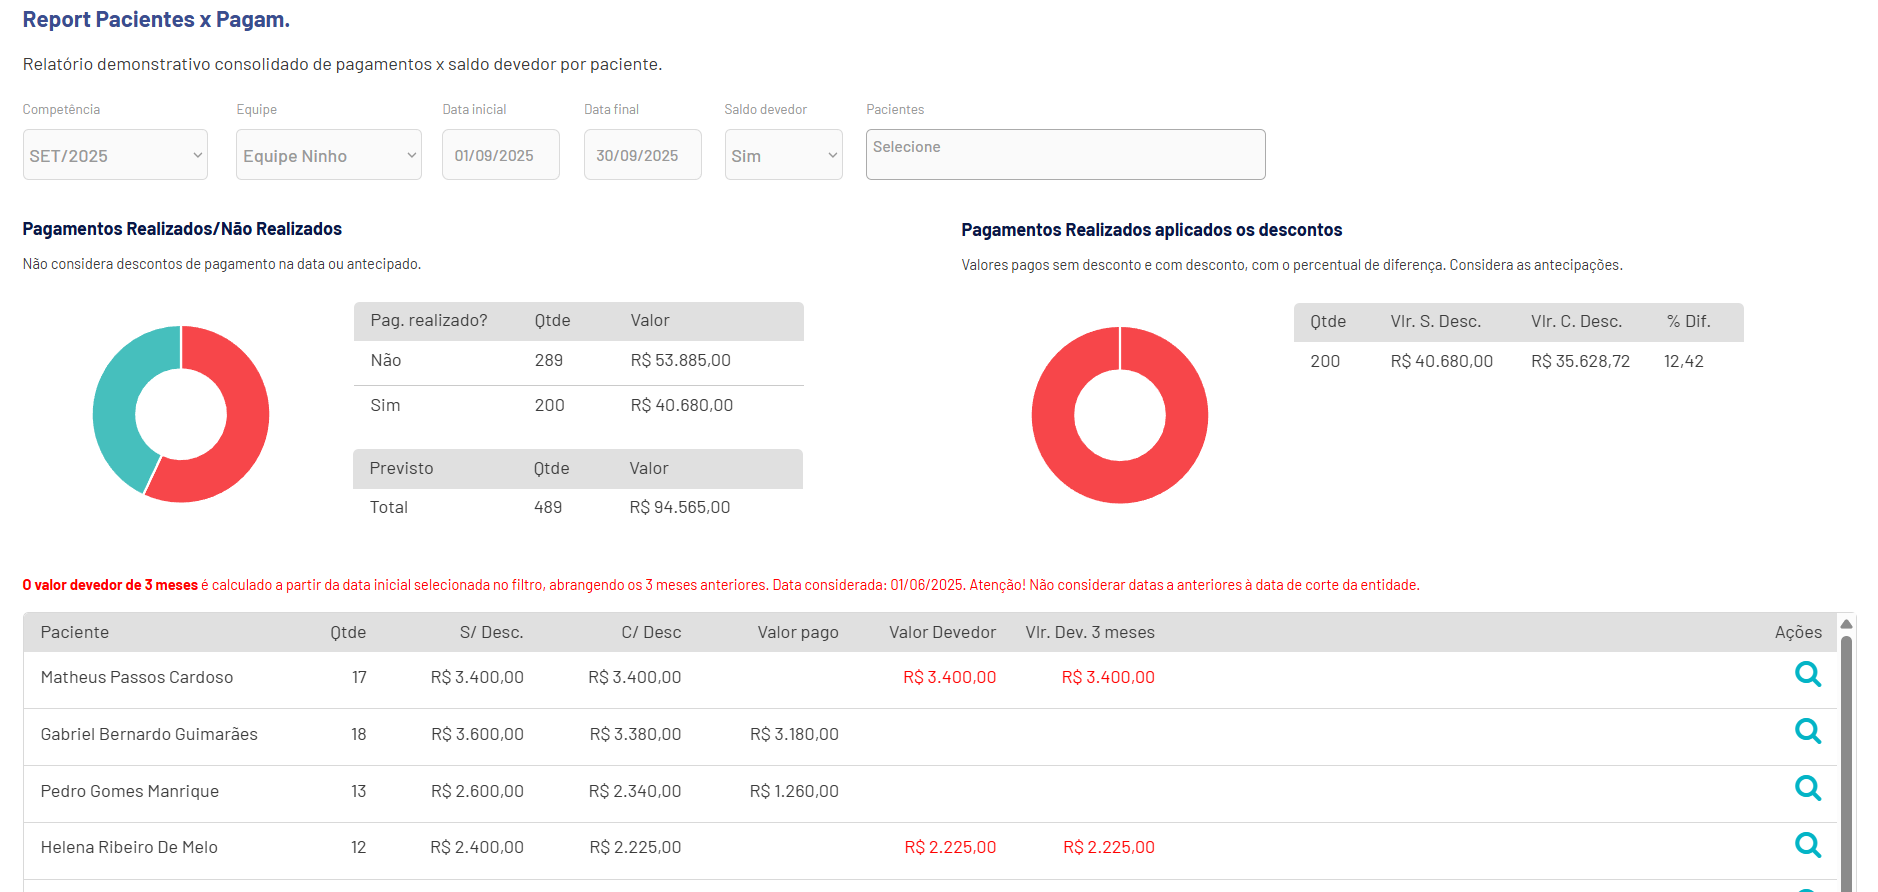 Report Pacientes x Pagam.
Relatório demonstrativo consolidado de pagamentos x saldo devedor por paciente.
Competência Equipe Data inicial Data final Saldo devedor Pacientes
SET/2025 Equipe Ninho 01/09/2025 30/09/2025 Sim Selecione
Pagamentos Realizados/Não Realizados
Não considera descontos de pagamento na data ou antecipado.
Pag. realizado? Qtde Valor
Não 289 R$ 53.885,00
Sim 200 R$ 40.680,00
Previsto Qtde Valor
Total 489 R$ 94.565,00
Pagamentos Realizados aplicados os descontos
Valores pagos sem desconto e com desconto, com o percentual de diferença. Considera as antecipações.
Qtde Vlr. S. Desc. Vlr. C. Desc. % Dif.
200 R$ 40.680,00 R$ 35.628,72 12,42
O valor devedor de 3 meses é calculado a partir da data inicial selecionada no filtro, abrangendo os 3 meses anteriores. Data considerada: 01/06/2025. Atenção! Não considerar datas a anteriores à data de corte da entidade.
Paciente Qtde S/ Desc. C/ Desc Valor pago Valor Devedor Vlr. Dev. 3 meses Ações
Matheus Passos Cardoso 17 R$ 3.400,00 R$ 3.400,00 R$ 3.400,00 R$ 3.400,00
Gabriel Bernardo Guimarães 18 R$ 3.600,00 R$ 3.380,00 R$ 3.180,00
Pedro Gomes Manrique 13 R$ 2.600,00 R$ 2.340,00 R$ 1.260,00
Helena Ribeiro De Melo 12 R$ 2.400,00 R$ 2.225,00 R$ 2.225,00 R$ 2.225,00